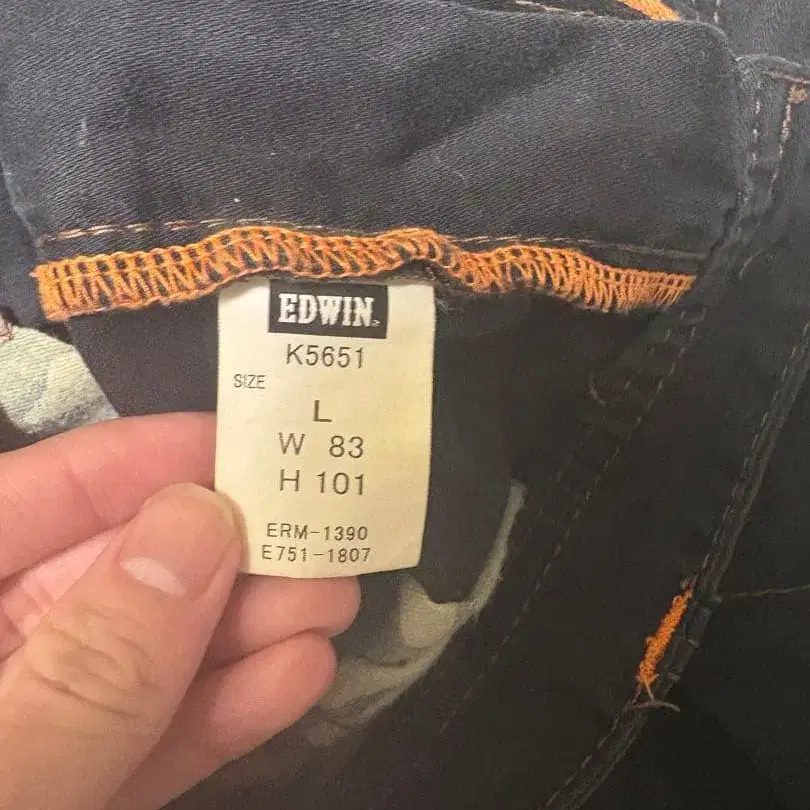 EDWIN
K5651
SIZE
L
W 83
H 101
ERM-1390
E751-1807